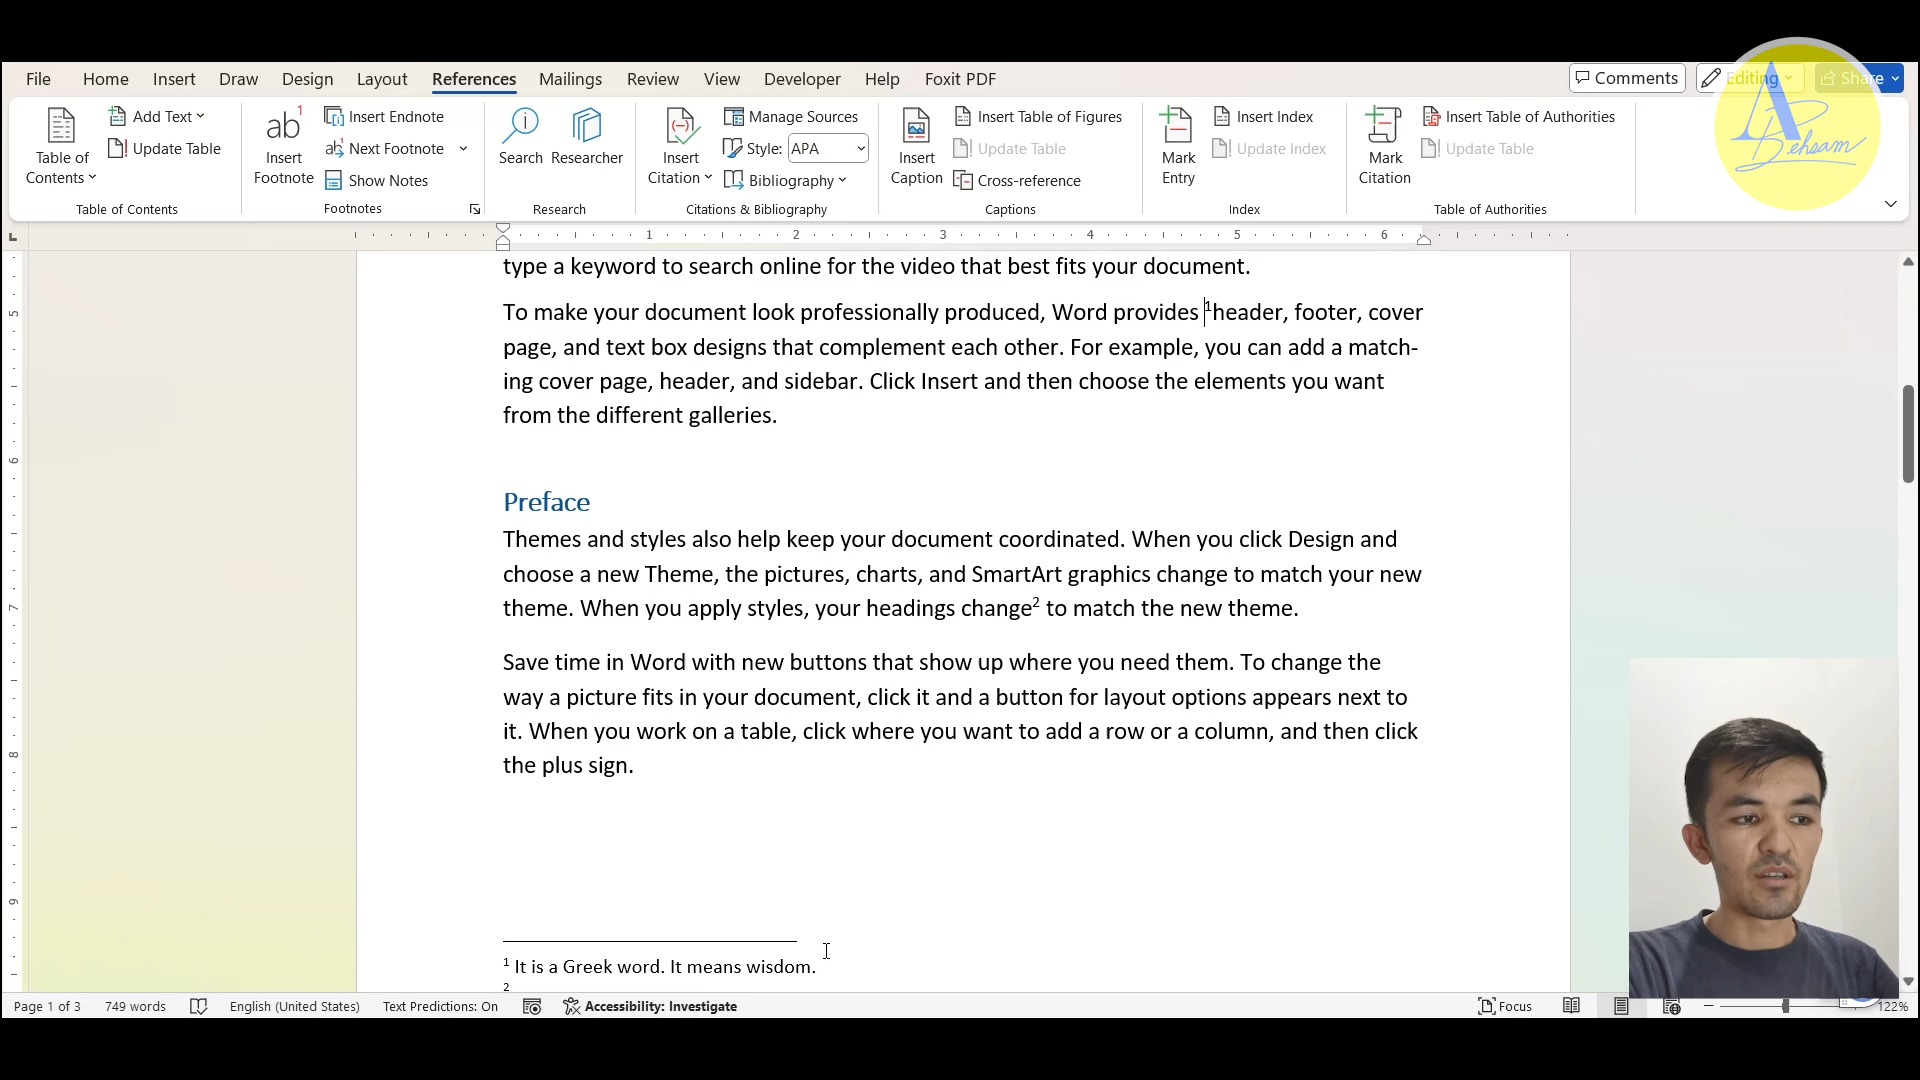 File Home Insert Draw Design Layout References Mailings Review View Developer Help Foxit PDF Comments Editing Share
Table of Contents
Add Text
Update Table
Table of Contents
ab1
Insert Footnote
Insert Endnote
Next Footnote
Show Notes
Footnotes
Search
Researcher
Research
Insert Citation
Manage Sources
Style: APA
Bibliography
Citations & Bibliography
Insert Caption
Insert Table of Figures
Update Table
Cross-reference
Captions
Mark Entry
Insert Index
Update Index
Index
Mark Citation
Insert Table of Authorities
Update Table
Table of Authorities
A Behsam
1 2 3 4 5 6
5
6
7
8
9
type a keyword to search online for the video that best fits your document.
To make your document look professionally produced, Word provides ¹header, footer, cover
page, and text box designs that complement each other. For example, you can add a match-
ing cover page, header, and sidebar. Click Insert and then choose the elements you want
from the different galleries.
Preface
Themes and styles also help keep your document coordinated. When you click Design and
choose a new Theme, the pictures, charts, and SmartArt graphics change to match your new
theme. When you apply styles, your headings change² to match the new theme.
Save time in Word with new buttons that show up where you need them. To change the
way a picture fits in your document, click it and a button for layout options appears next to
it. When you work on a table, click where you want to add a row or a column, and then click
the plus sign.
¹ It is a Greek word. It means wisdom.
²
Page 1 of 3 749 words English (United States) Text Predictions: On Accessibility: Investigate Focus 122%